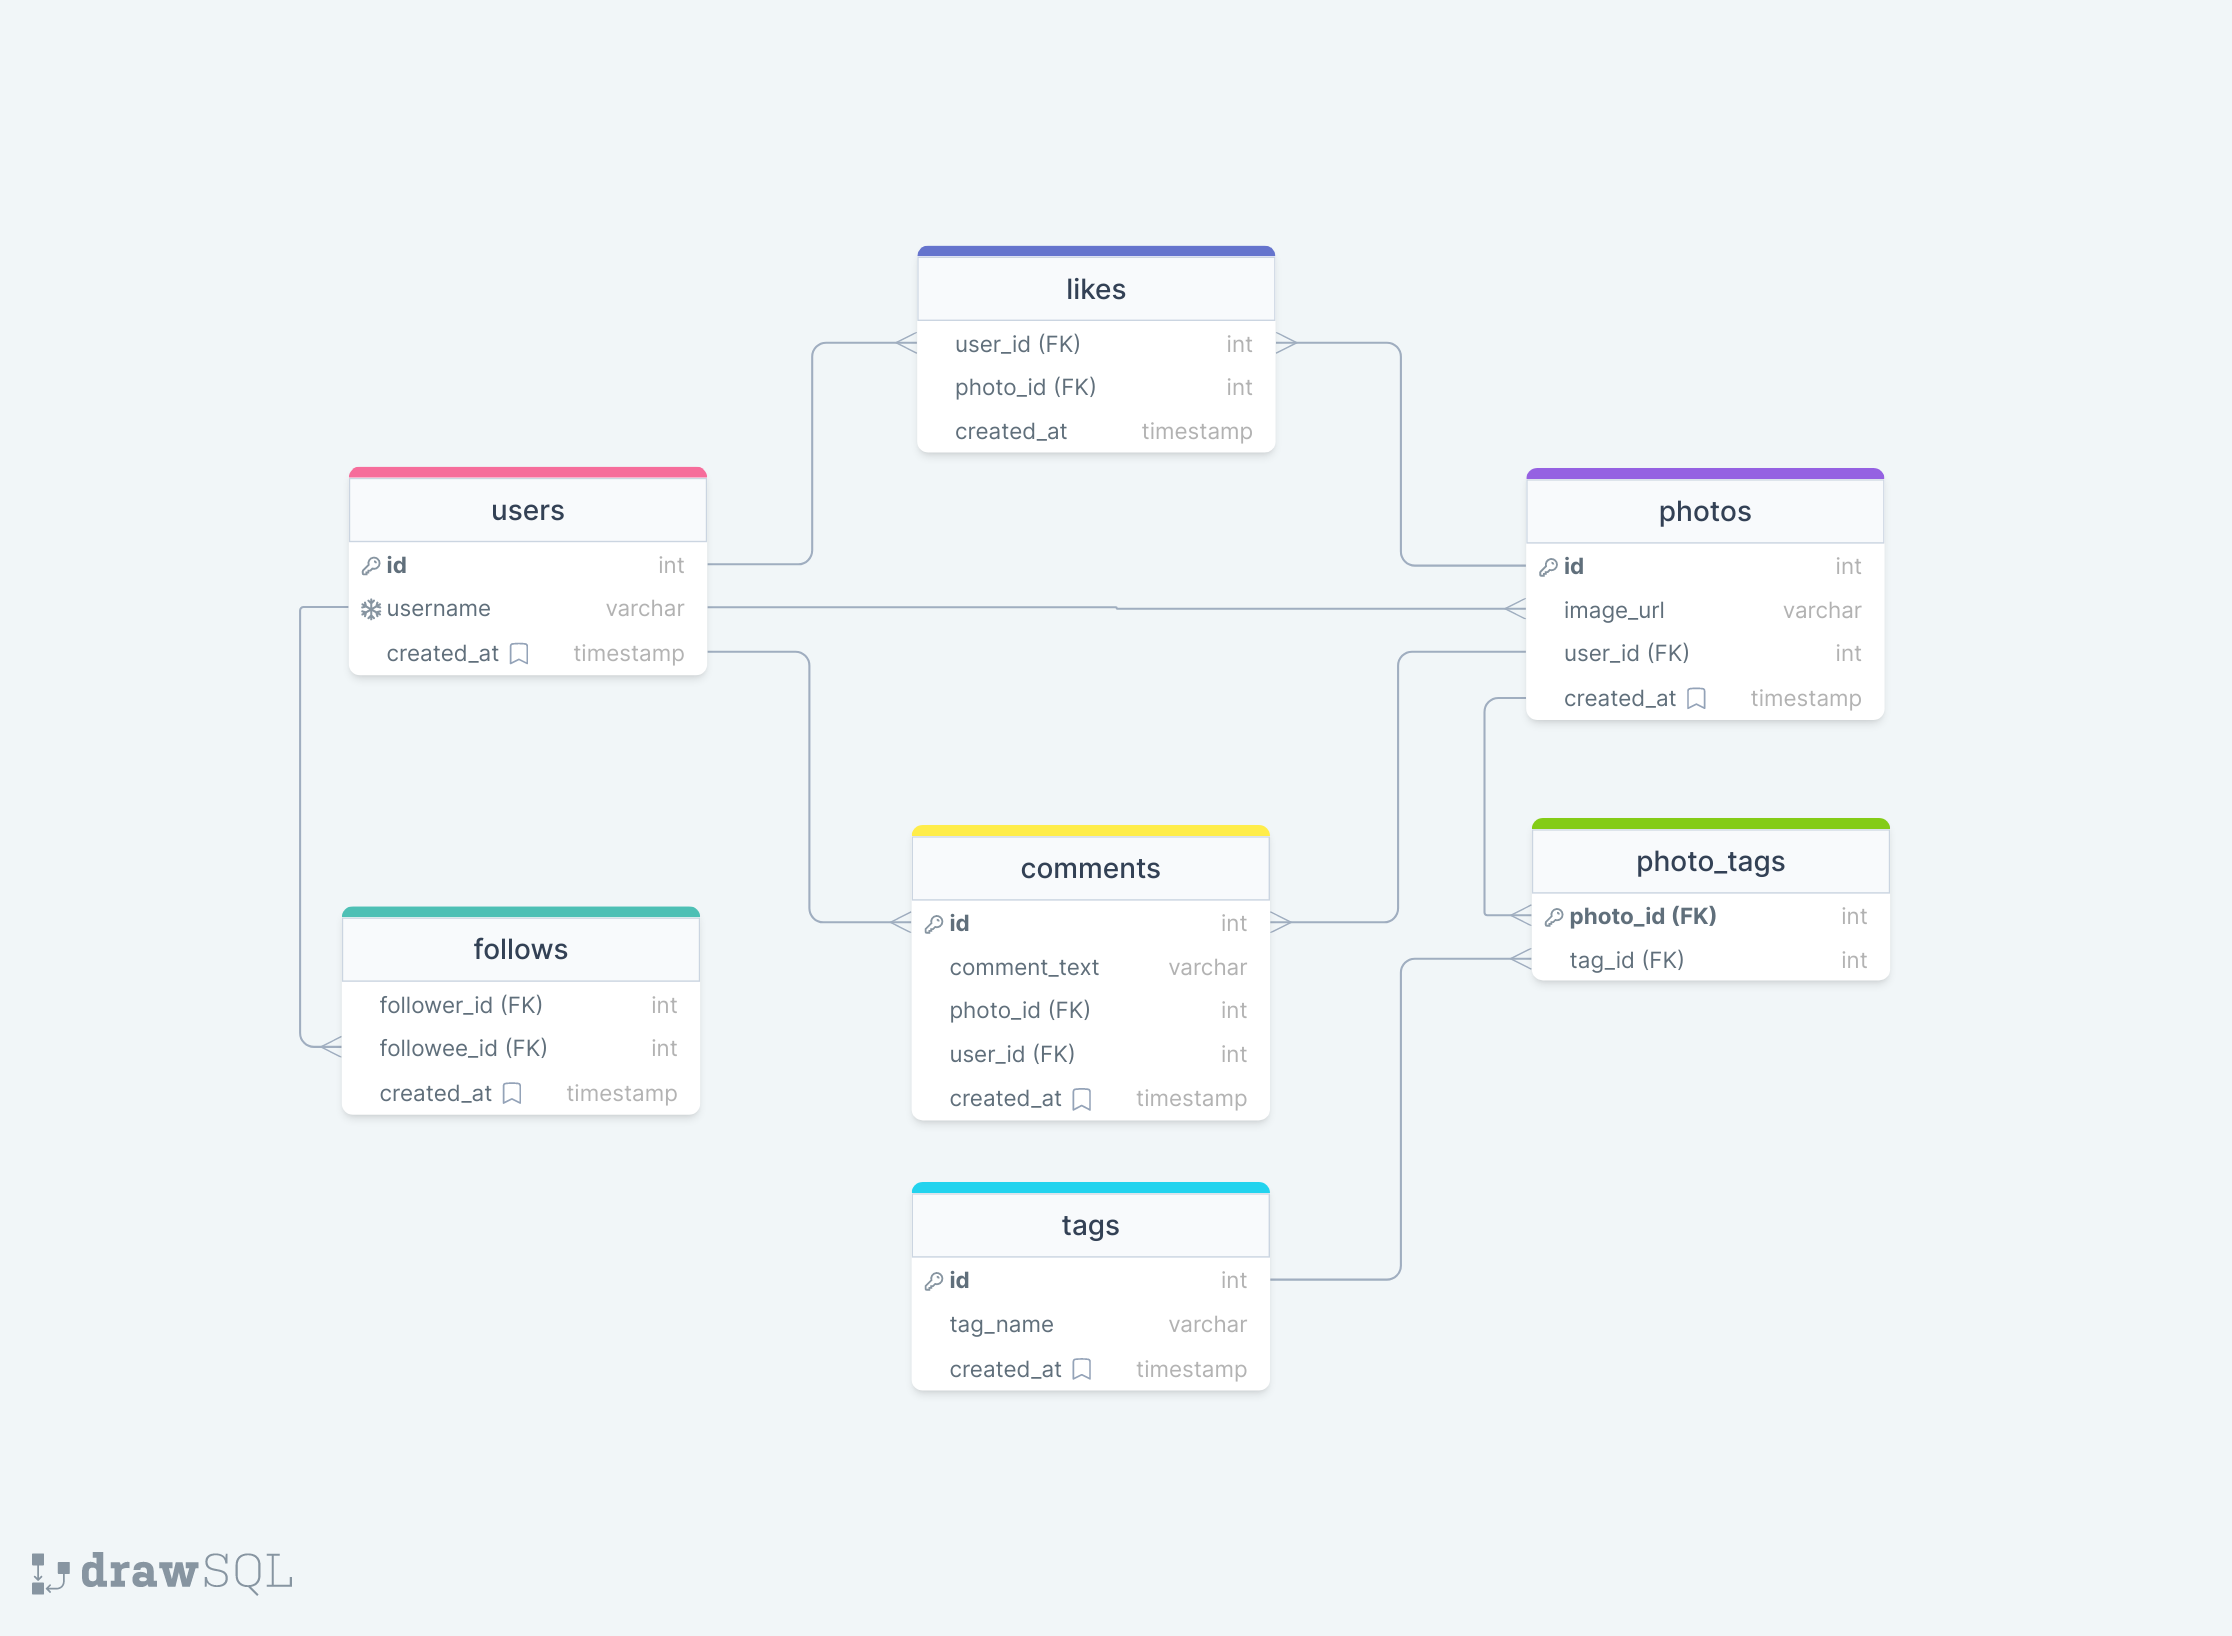 likes
user_id (FK) int
photo_id (FK) int
created_at timestamp
users
id int
username varchar
created_at timestamp
photos
id int
image_url varchar
user_id (FK) int
created_at timestamp
comments
id int
comment_text varchar
photo_id (FK) int
user_id (FK) int
created_at timestamp
photo_tags
photo_id (FK) int
tag_id (FK) int
follows
follower_id (FK) int
followee_id (FK) int
created_at timestamp
tags
id int
tag_name varchar
created_at timestamp
drawSQL